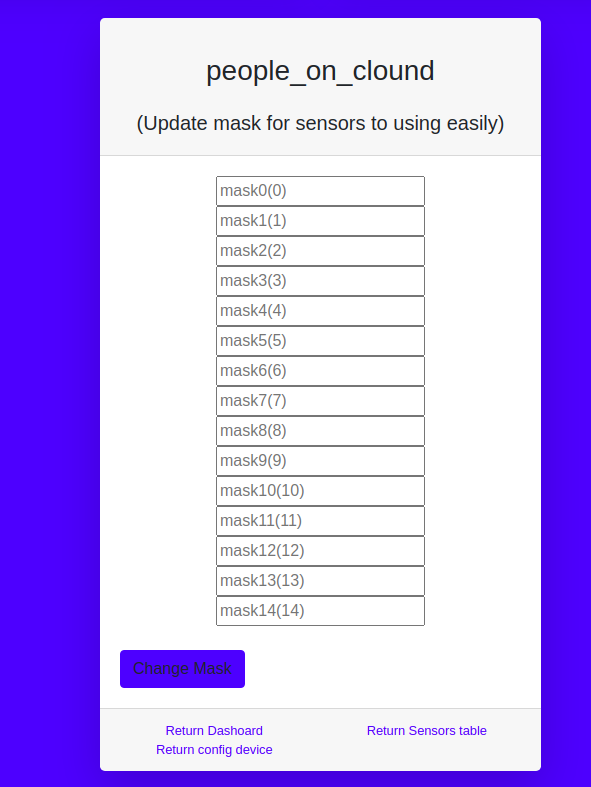 people_on_clound
(Update mask for sensors to using easily)
mask0(0)
mask1(1)
mask2(2)
mask3(3)
mask4(4)
mask5(5)
mask6(6)
mask7(7)
mask8(8)
mask9(9)
mask10(10)
mask11(11)
mask12(12)
mask13(13)
mask14(14)
Change Mask
Return Dashoard
Return Sensors table
Return config device